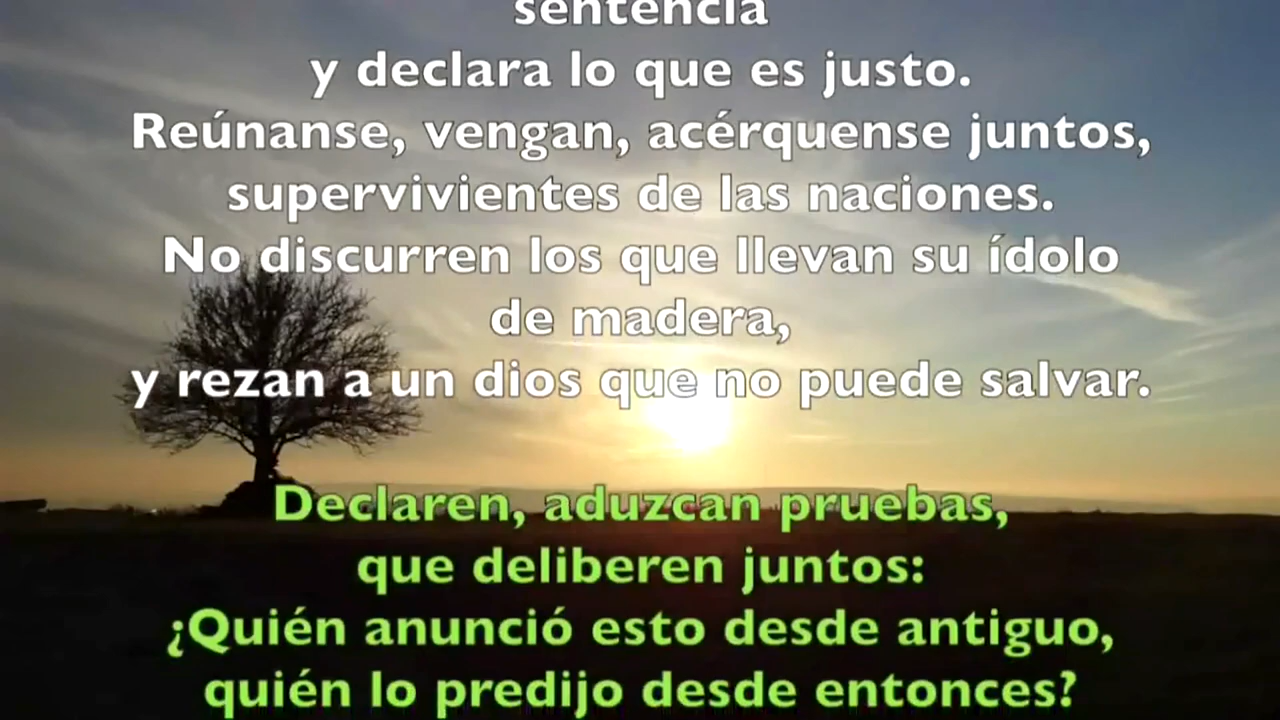 sentencia
y declara lo que es justo.
Reúnanse, vengan, acérquense juntos,
supervivientes de las naciones.
No discurren los que llevan su ídolo
de madera,
y rezan a un dios que no puede salvar.
Declaren, aduzcan pruebas,
que deliberen juntos:
¿Quién anunció esto desde antiguo,
quién lo predijo desde entonces?